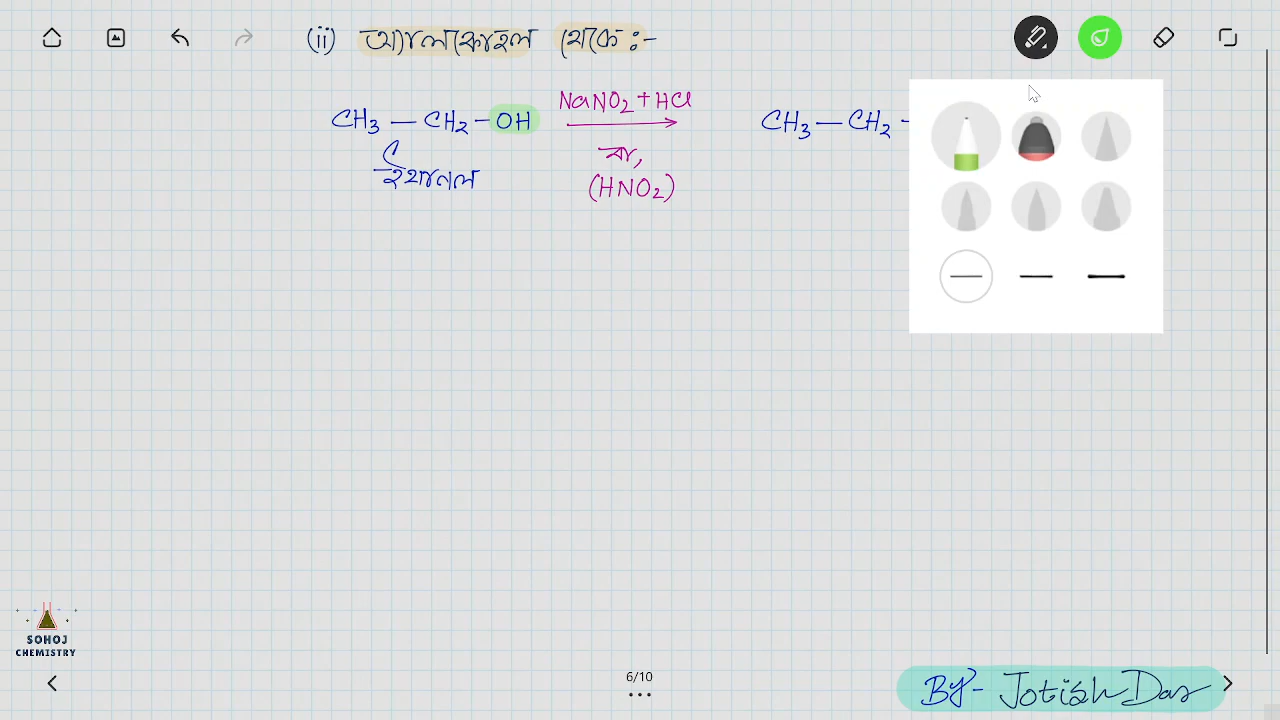 (ii) অ্যালকোহল থেকে :-
CH3 — CH2 - OH NaNO2 + HCl CH3 — CH2 -
ইথানল বা,
(HNO2)
SOHOJ
CHEMISTRY
6/10
BY- Jotish Das